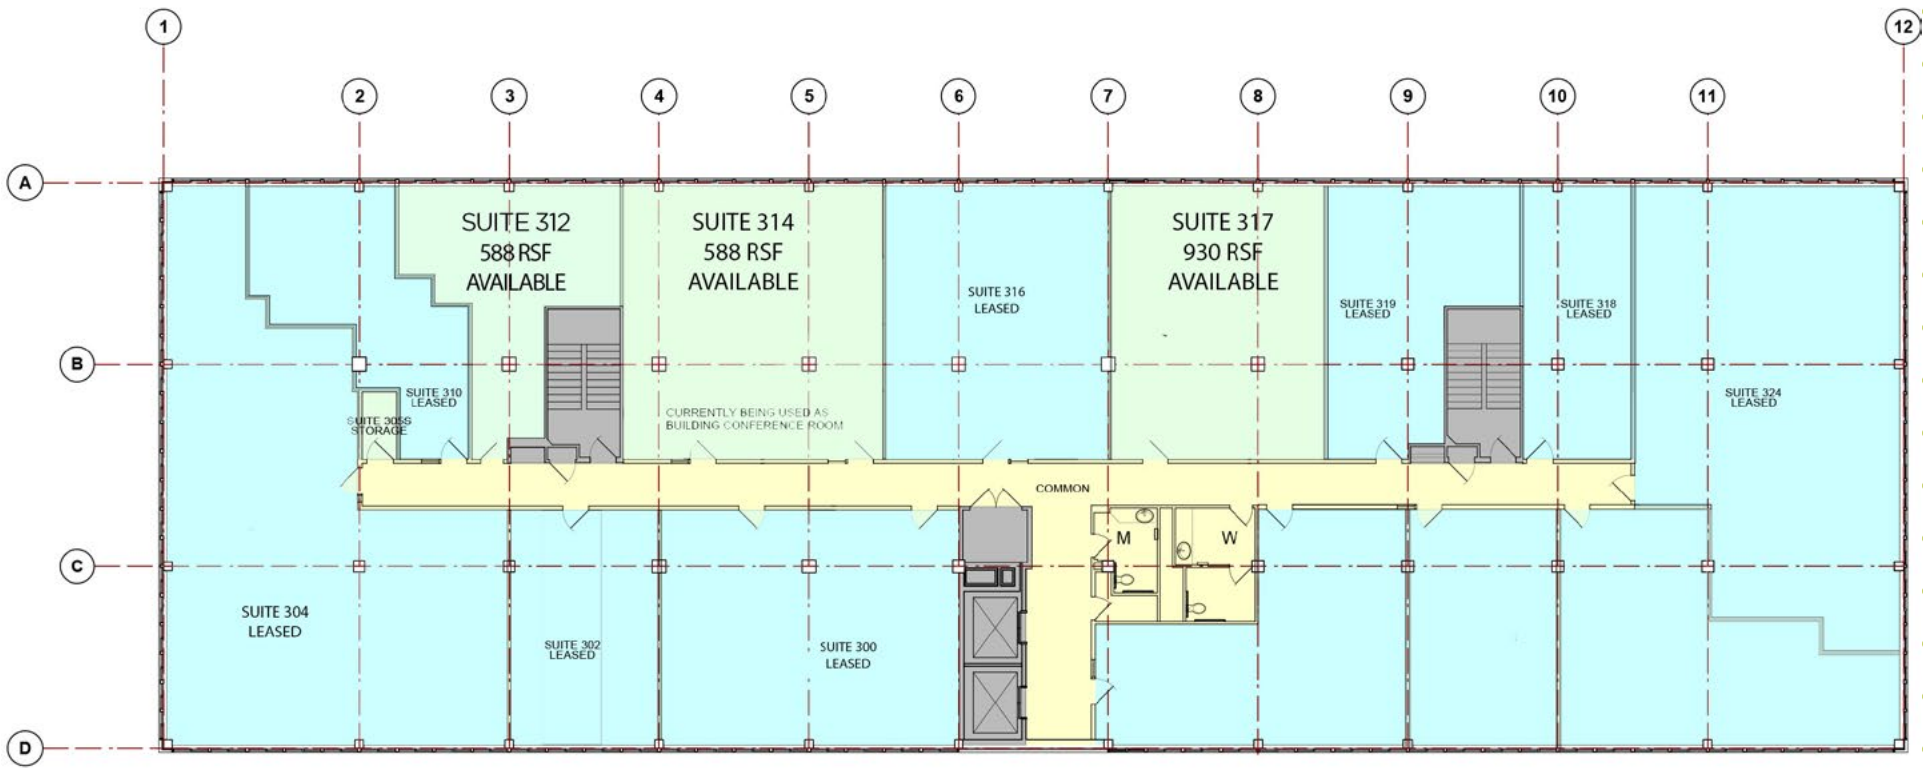 1
12
2
3
4
5
6
7
8
9
10
11
A
SUITE 312
588 RSF
AVAILABLE
SUITE 314
588 RSF
AVAILABLE
SUITE 317
930 RSF
AVAILABLE
SUITE 316
LEASED
SUITE 319
LEASED
SUITE 318
LEASED
B
SUITE 310
LEASED
SUITE 324
LEASED
SUITE 305S
STORAGE
CURRENTLY BEING USED AS
BUILDING CONFERENCE ROOM
COMMON
M
W
C
SUITE 304
LEASED
SUITE 302
LEASED
SUITE 300
LEASED
D